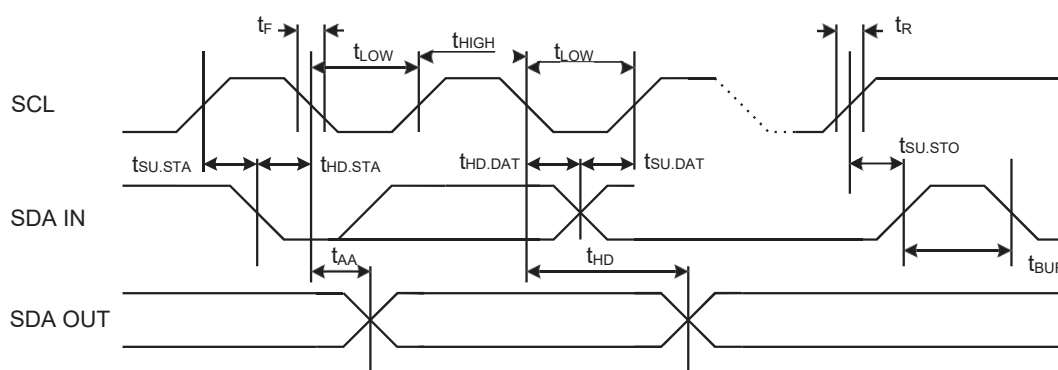 tF
tLOW
tHIGH
tLOW
tR
SCL
tSU.STA
tHD.STA
tHD.DAT
tSU.DAT
tSU.STO
SDA IN
tAA
tHD
tBUF
SDA OUT